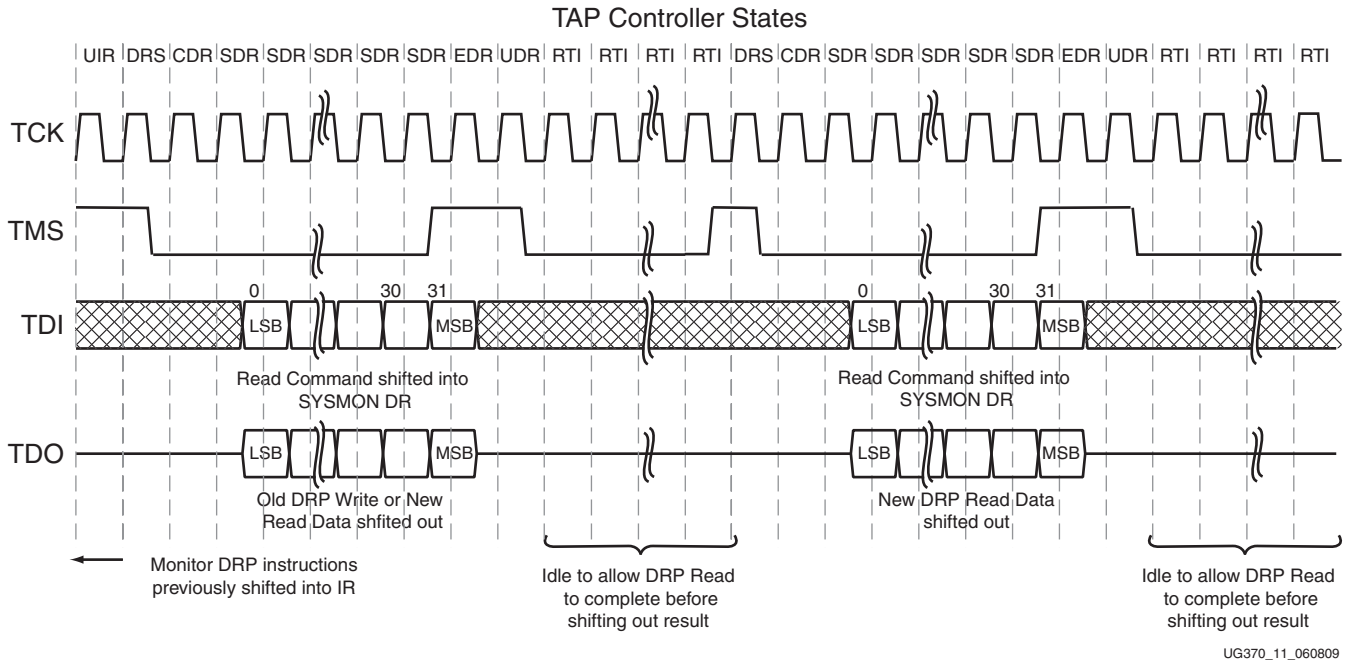 TAP Controller States
UIR DRS CDR SDR SDR SDR SDR SDR EDR UDR RTI RTI RTI RTI DRS CDR SDR SDR SDR SDR SDR EDR UDR RTI RTI RTI RTI
TCK
TMS
0 30 31 0 30 31
TDI LSB MSB LSB MSB
Read Command shifted into
SYSMON DR
Read Command shifted into
SYSMON DR
TDO LSB MSB LSB MSB
Old DRP Write or New
Read Data shfited out
New DRP Read Data
shifted out
Monitor DRP instructions
previously shifted into IR
Idle to allow DRP Read
to complete before
shifting out result
Idle to allow DRP Read
to complete before
shifting out result
UG370_11_060809